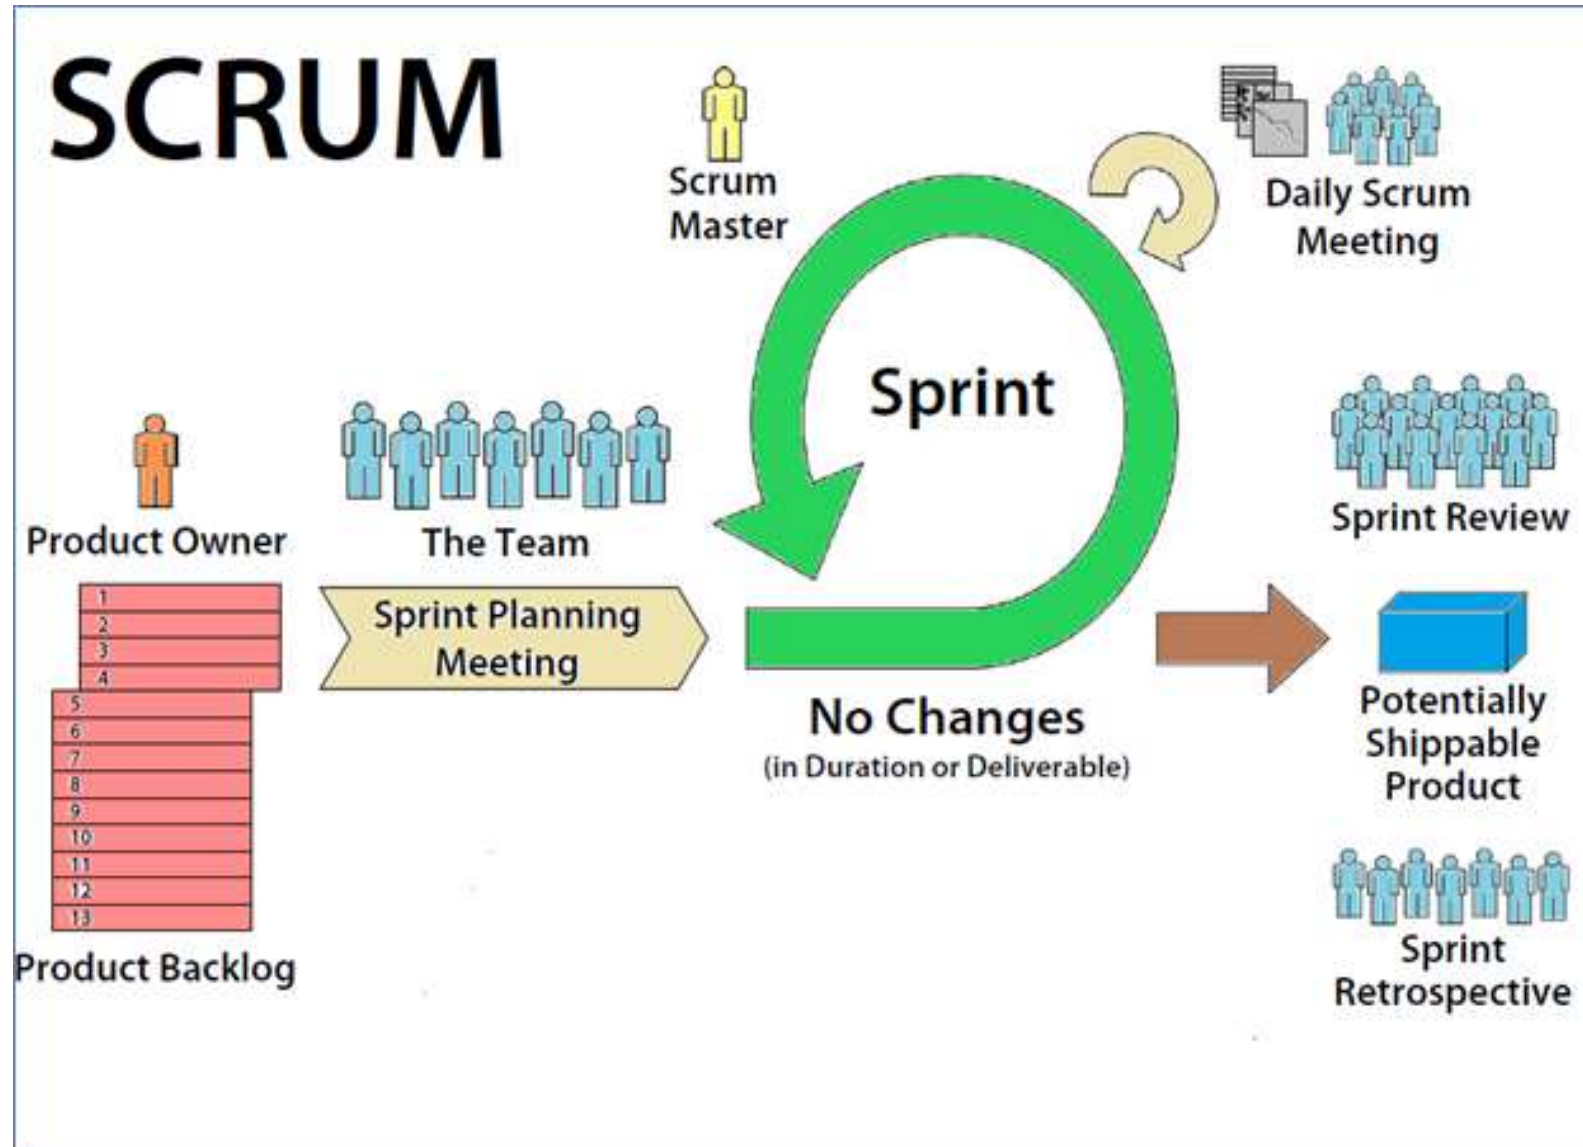 SCRUM
Scrum
Master
Daily Scrum
Meeting
Sprint
Product Owner
The Team
Sprint Review
1
2
3
4
5
6
7
8
9
10
11
12
13
Product Backlog
Sprint Planning
Meeting
No Changes
(in Duration or Deliverable)
Potentially
Shippable
Product
Sprint
Retrospective